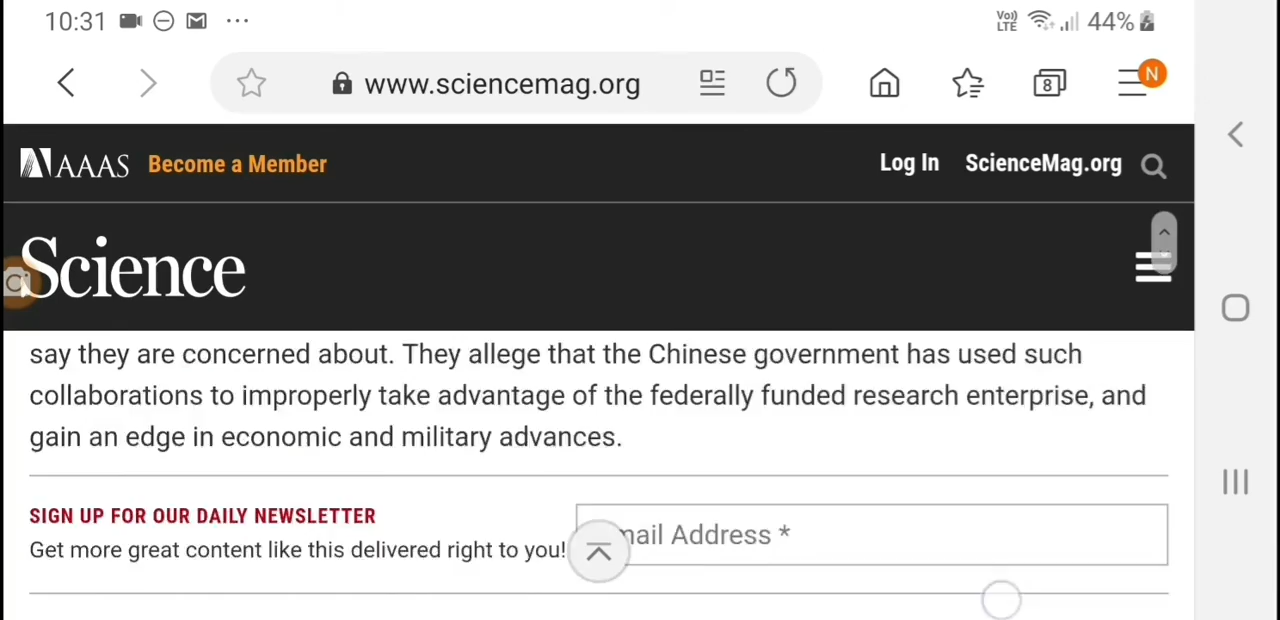 10:31 ... Vo)) LTE 44%
www.sciencemag.org 8 N
AAAS Become a Member Log In ScienceMag.org
Science
say they are concerned about. They allege that the Chinese government has used such
collaborations to improperly take advantage of the federally funded research enterprise, and
gain an edge in economic and military advances.
SIGN UP FOR OUR DAILY NEWSLETTER
Get more great content like this delivered right to you!
mail Address *